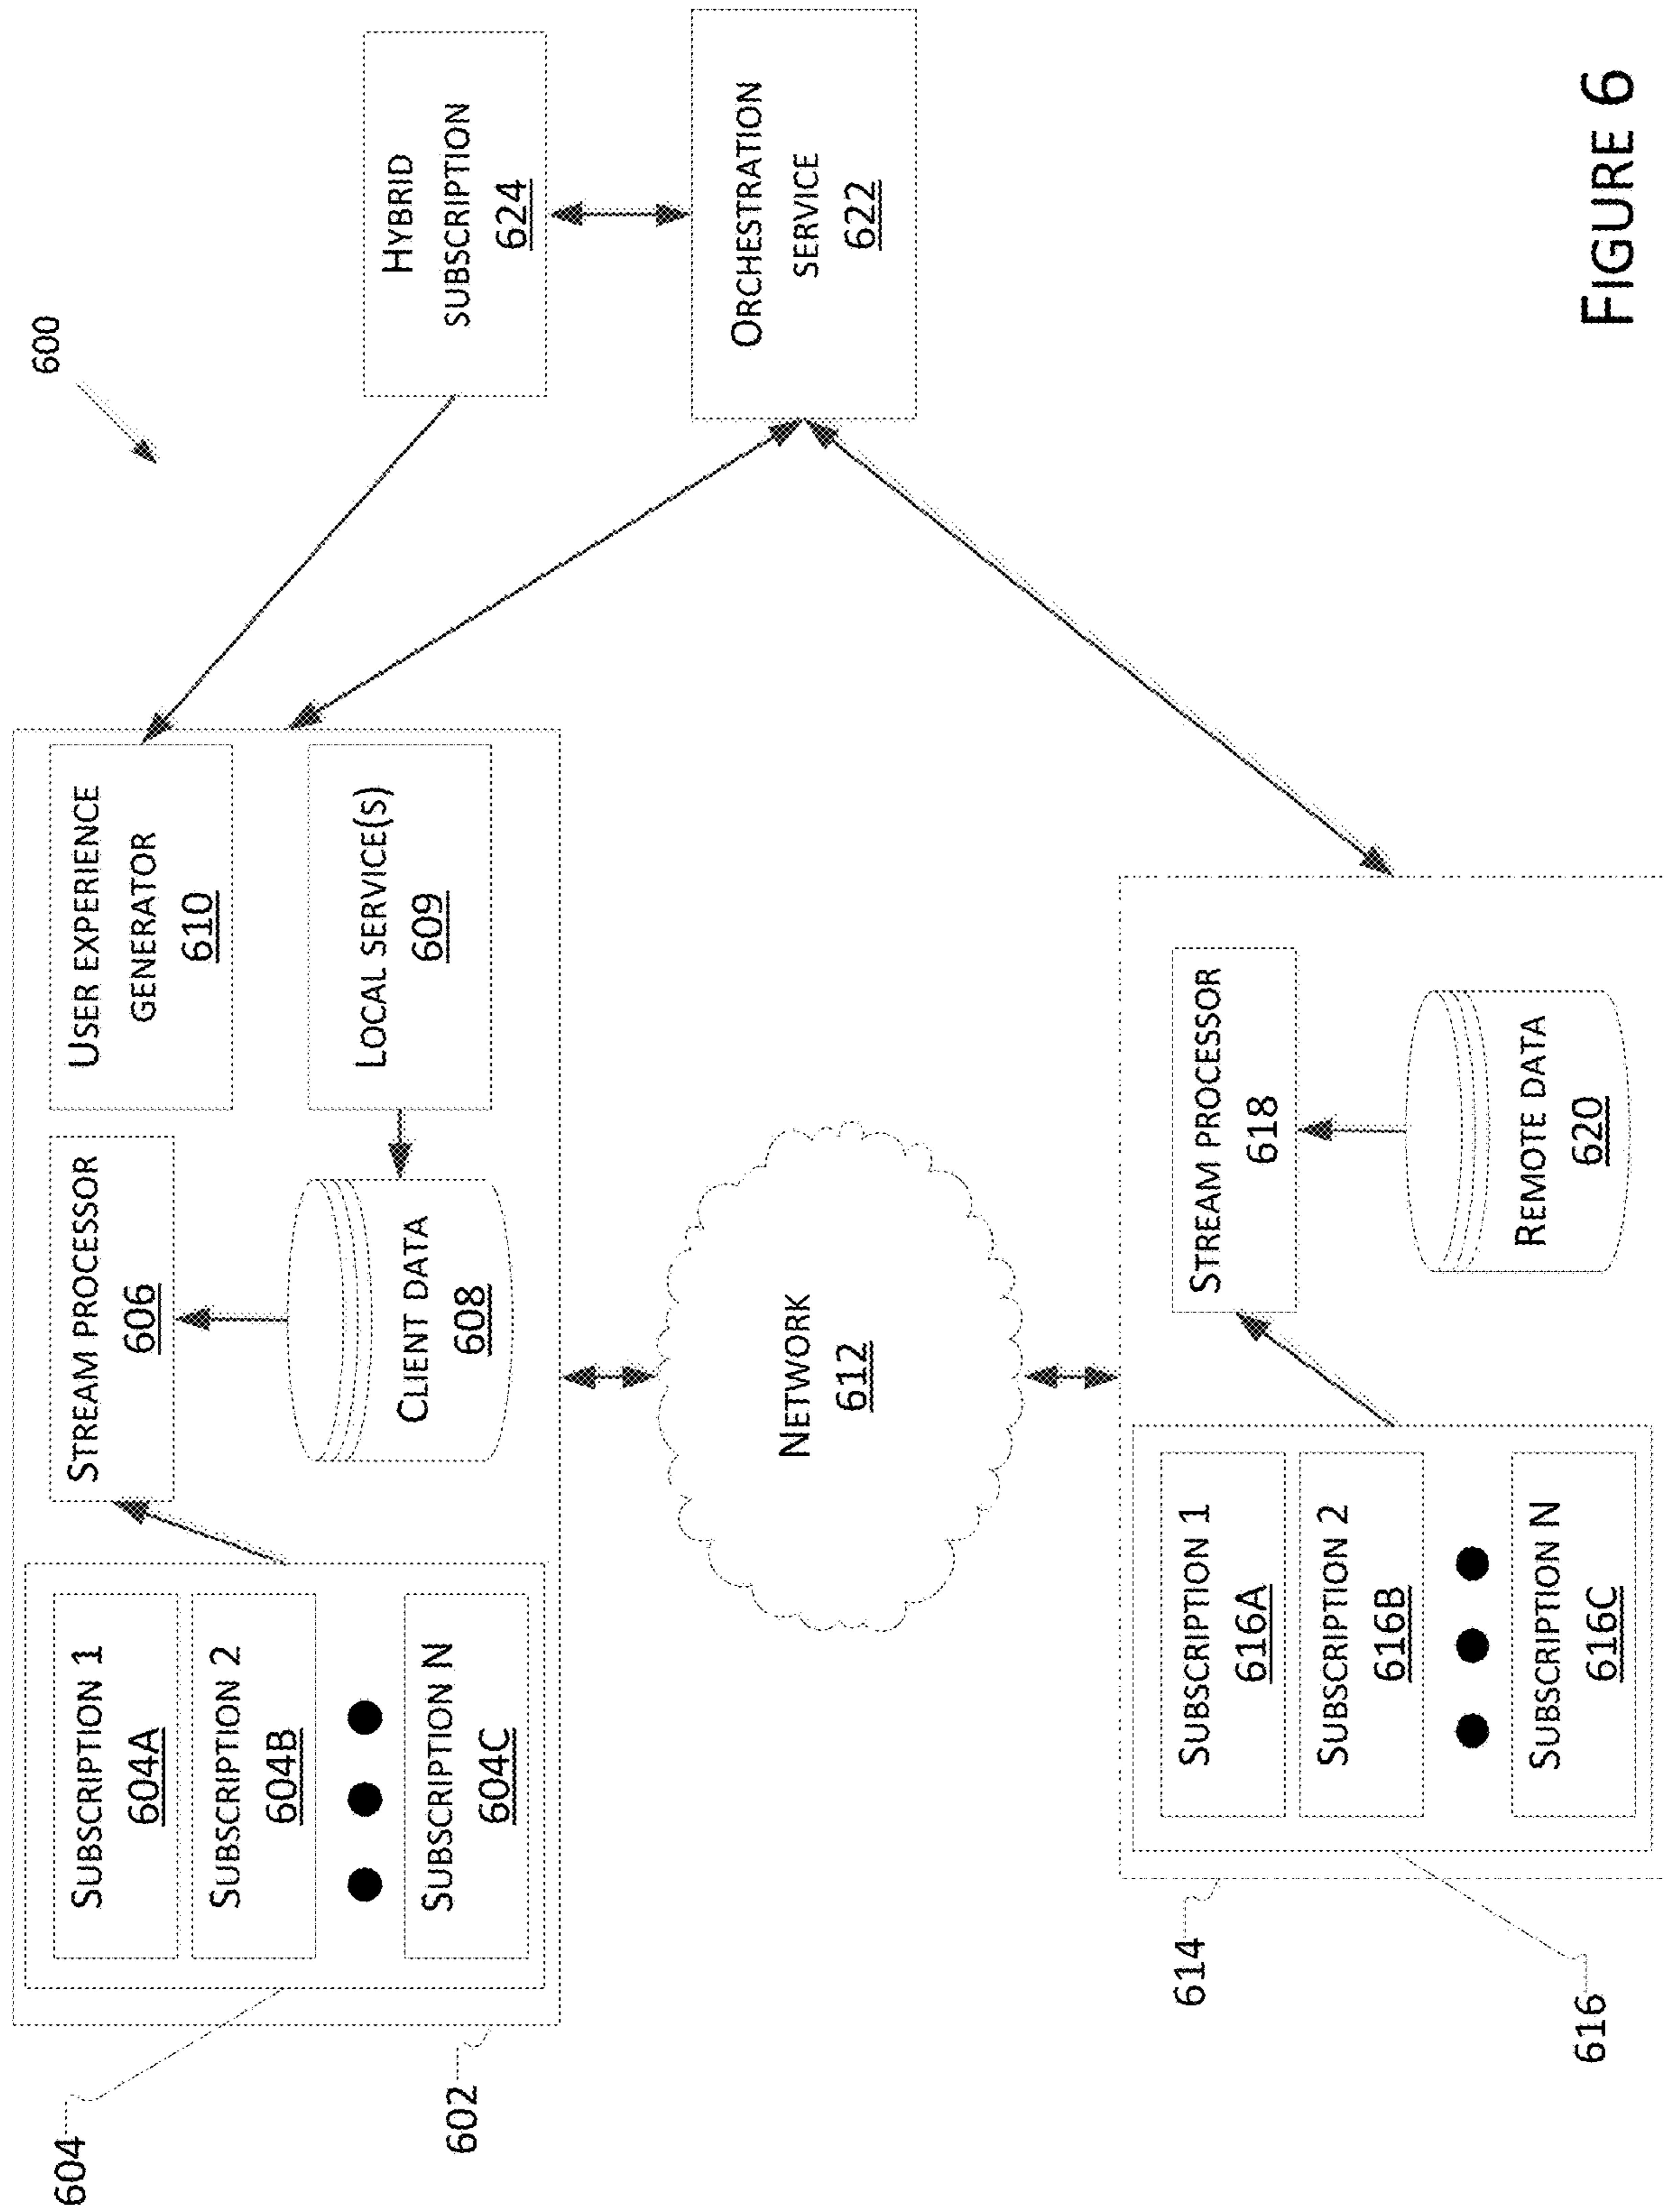 600
604
602
SUBSCRIPTION 1
604A
SUBSCRIPTION 2
604B
SUBSCRIPTION N
604C
STREAM PROCESSOR
606
CLIENT DATA
608
USER EXPERIENCE
GENERATOR
610
LOCAL SERVICE(S)
609
HYBRID
SUBSCRIPTION
624
ORCHESTRATION
SERVICE
622
NETWORK
612
614
616
SUBSCRIPTION 1
616A
SUBSCRIPTION 2
616B
SUBSCRIPTION N
616C
STREAM PROCESSOR
618
REMOTE DATA
620
FIGURE 6